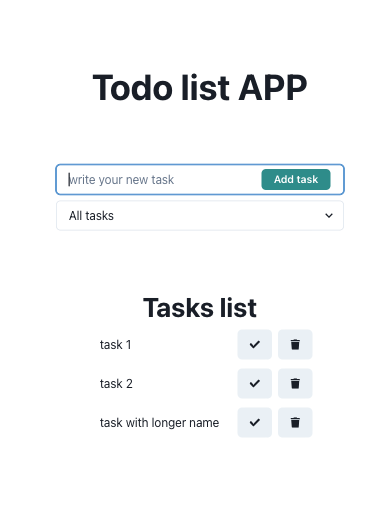 Todo list APP
write your new task
Add task
All tasks
Tasks list
task 1
task 2
task with longer name